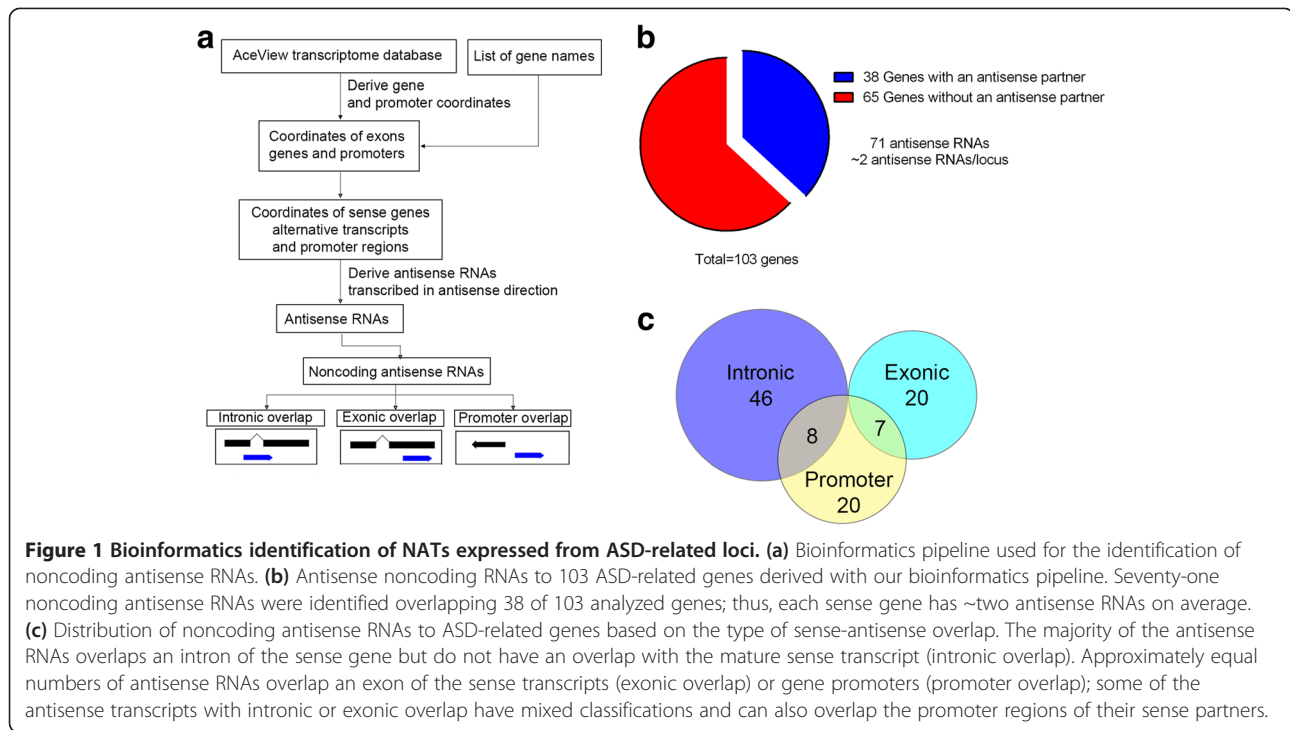 a
AceView transcriptome database
List of gene names
Derive gene
and promoter coordinates
Coordinates of exons
genes and promoters
Coordinates of sense genes
alternative transcripts
and promoter regions
Derive antisense RNAs
transcribed in antisense direction
Antisense RNAs
Noncoding antisense RNAs
Intronic overlap
Exonic overlap
Promoter overlap
b
38 Genes with an antisense partner
65 Genes without an antisense partner
71 antisense RNAs
~2 antisense RNAs/locus
Total=103 genes
c
Intronic
46
Exonic
20
8
7
Promoter
20
Figure 1 Bioinformatics identification of NATs expressed from ASD-related loci. (a) Bioinformatics pipeline used for the identification of
noncoding antisense RNAs. (b) Antisense noncoding RNAs to 103 ASD-related genes derived with our bioinformatics pipeline. Seventy-one
noncoding antisense RNAs were identified overlapping 38 of 103 analyzed genes; thus, each sense gene has ~two antisense RNAs on average.
(c) Distribution of noncoding antisense RNAs to ASD-related genes based on the type of sense-antisense overlap. The majority of the antisense
RNAs overlaps an intron of the sense gene but do not have an overlap with the mature sense transcript (intronic overlap). Approximately equal
numbers of antisense RNAs overlap an exon of the sense transcripts (exonic overlap) or gene promoters (promoter overlap); some of the
antisense transcripts with intronic or exonic overlap have mixed classifications and can also overlap the promoter regions of their sense partners.